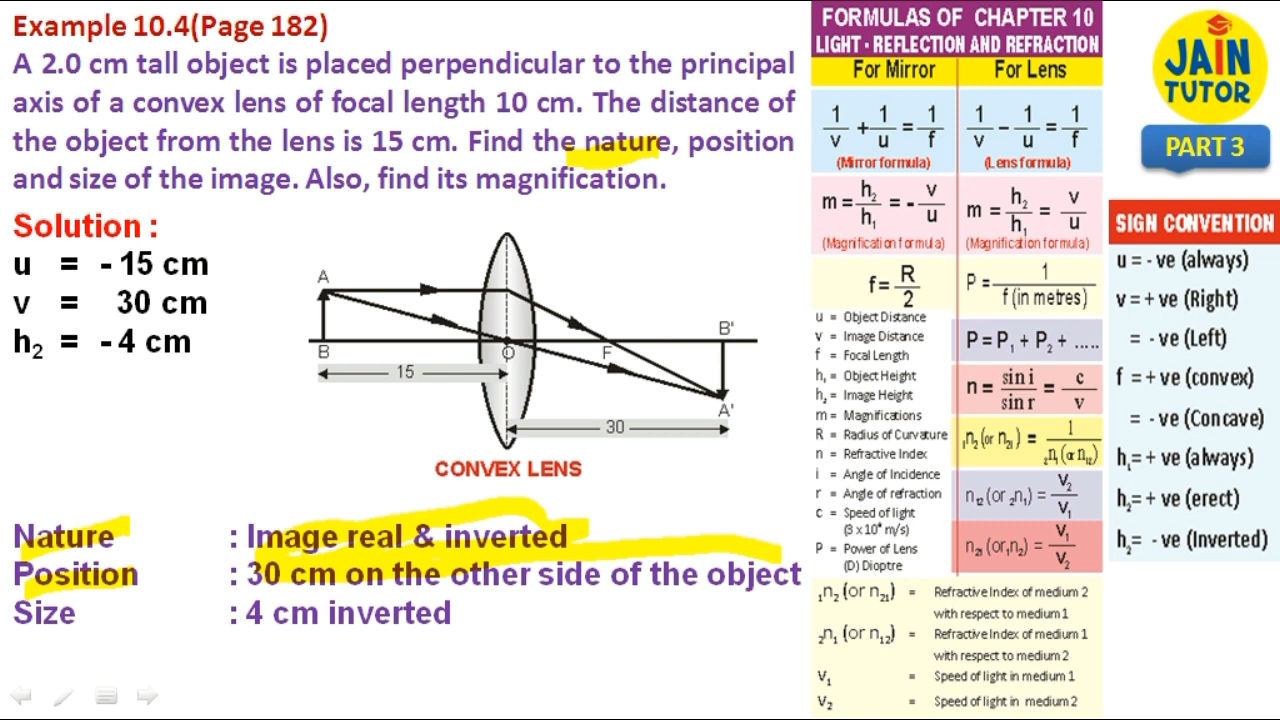 Example 10.4(Page 182)
A 2.0 cm tall object is placed perpendicular to the principal
axis of a convex lens of focal length 10 cm. The distance of
the object from the lens is 15 cm. Find the nature, position
and size of the image. Also, find its magnification.
Solution :
u = - 15 cm
v = 30 cm
h₂ = - 4 cm
A
B
O
F
B'
A'
15
30
CONVEX LENS
Nature : Image real & inverted
Position : 30 cm on the other side of the object
Size : 4 cm inverted
FORMULAS OF CHAPTER 10
LIGHT - REFLECTION AND REFRACTION
For Mirror
1/v + 1/u = 1/f
(Mirror formula)
m = h₂/h₁ = - v/u
(Magnification formula)
f = R/2
u = Object Distance
v = Image Distance
f = Focal Length
h₁ = Object Height
h₂ = Image Height
m = Magnifications
R = Radius of Curvature
n = Refractive Index
i = Angle of Incidence
r = Angle of refraction
c = Speed of light
(3 x 10⁸ m/s)
P = Power of Lens
(D) Dioptre
For Lens
1/v - 1/u = 1/f
(Lens formula)
m = h₂/h₁ = v/u
(Magnification formula)
P = 1/f (in metres)
P = P₁ + P₂ + .....
n = sin i/sin r = c/v
₁n₂ (or n₂₁) = 1/₂n₁ (or n₁₂)
n₁₂ (or ₂n₁) = V₂/V₁
n₂₁ (or ₁n₂) = V₁/V₂
₁n₂ (or n₂₁) = Refractive Index of medium 2
with respect to medium 1
₂n₁ (or n₁₂) = Refractive Index of medium 1
with respect to medium 2
V₁ = Speed of light in medium 1
V₂ = Speed of light in medium 2
JAIN
TUTOR
PART 3
SIGN CONVENTION
u = - ve (always)
v = + ve (Right)
= - ve (Left)
f = + ve (convex)
= - ve (Concave)
h₁ = + ve (always)
h₂ = + ve (erect)
h₂ = - ve (Inverted)